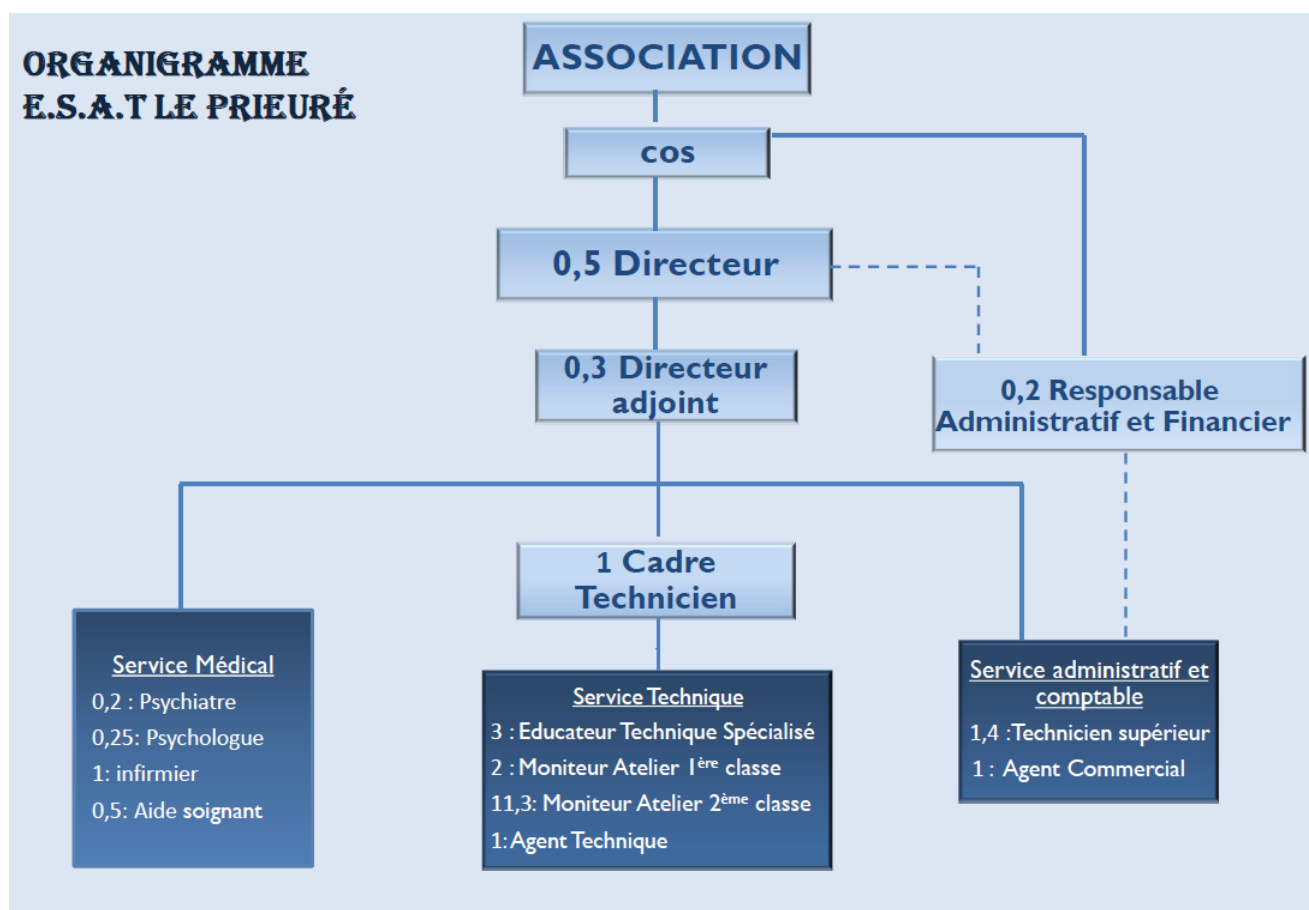 ORGANIGRAMME
E.S.A.T LE PRIEURÉ
ASSOCIATION
cos
0,5 Directeur
0,3 Directeur
adjoint
0,2 Responsable
Administratif et Financier
1 Cadre
Technicien
Service Médical
0,2 : Psychiatre
0,25: Psychologue
1: infirmier
0,5: Aide soignant
Service Technique
3 : Educateur Technique Spécialisé
2 : Moniteur Atelier 1ère classe
11,3: Moniteur Atelier 2ème classe
1: Agent Technique
Service administratif et
comptable
1,4 :Technicien supérieur
1 : Agent Commercial